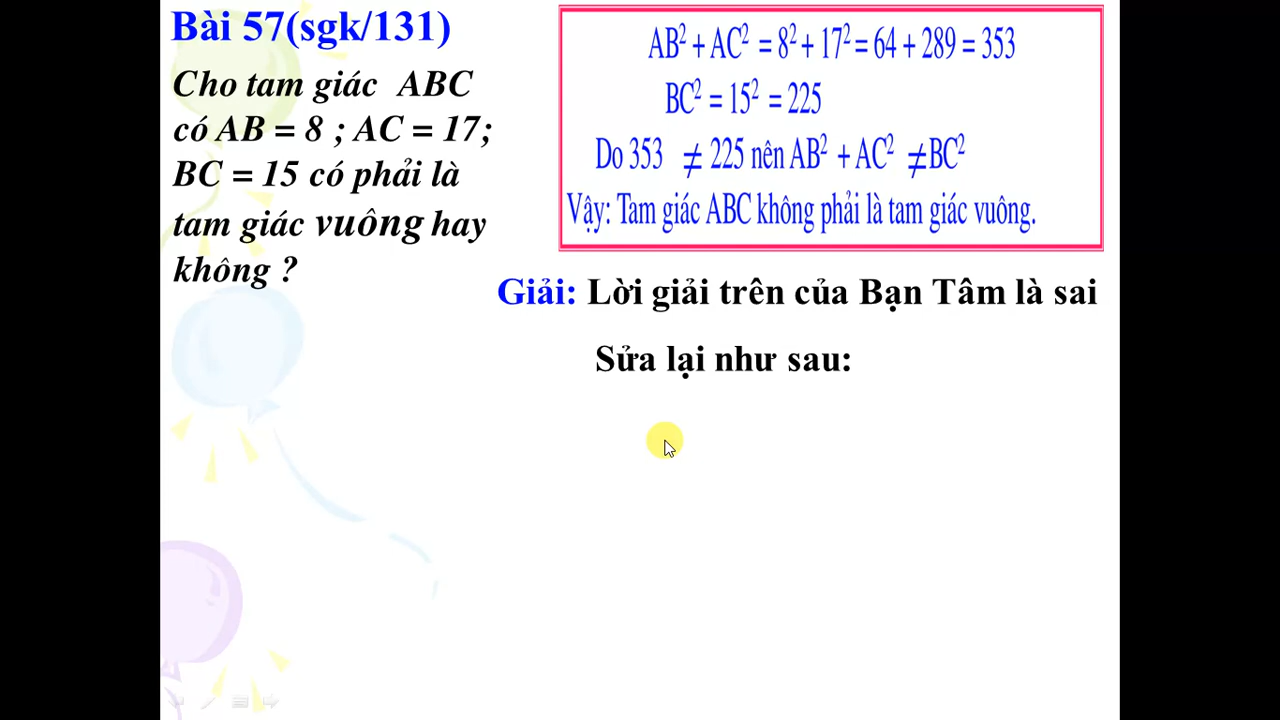 Bài 57(sgk/131)
Cho tam giác ABC
có AB = 8 ; AC = 17;
BC = 15 có phải là
tam giác vuông hay
không ?
AB² + AC² = 8² + 17² = 64 + 289 = 353
BC² = 15² = 225
Do 353 ≠ 225 nên AB² + AC² ≠ BC²
Vậy: Tam giác ABC không phải là tam giác vuông.
Giải: Lời giải trên của Bạn Tâm là sai
Sửa lại như sau: